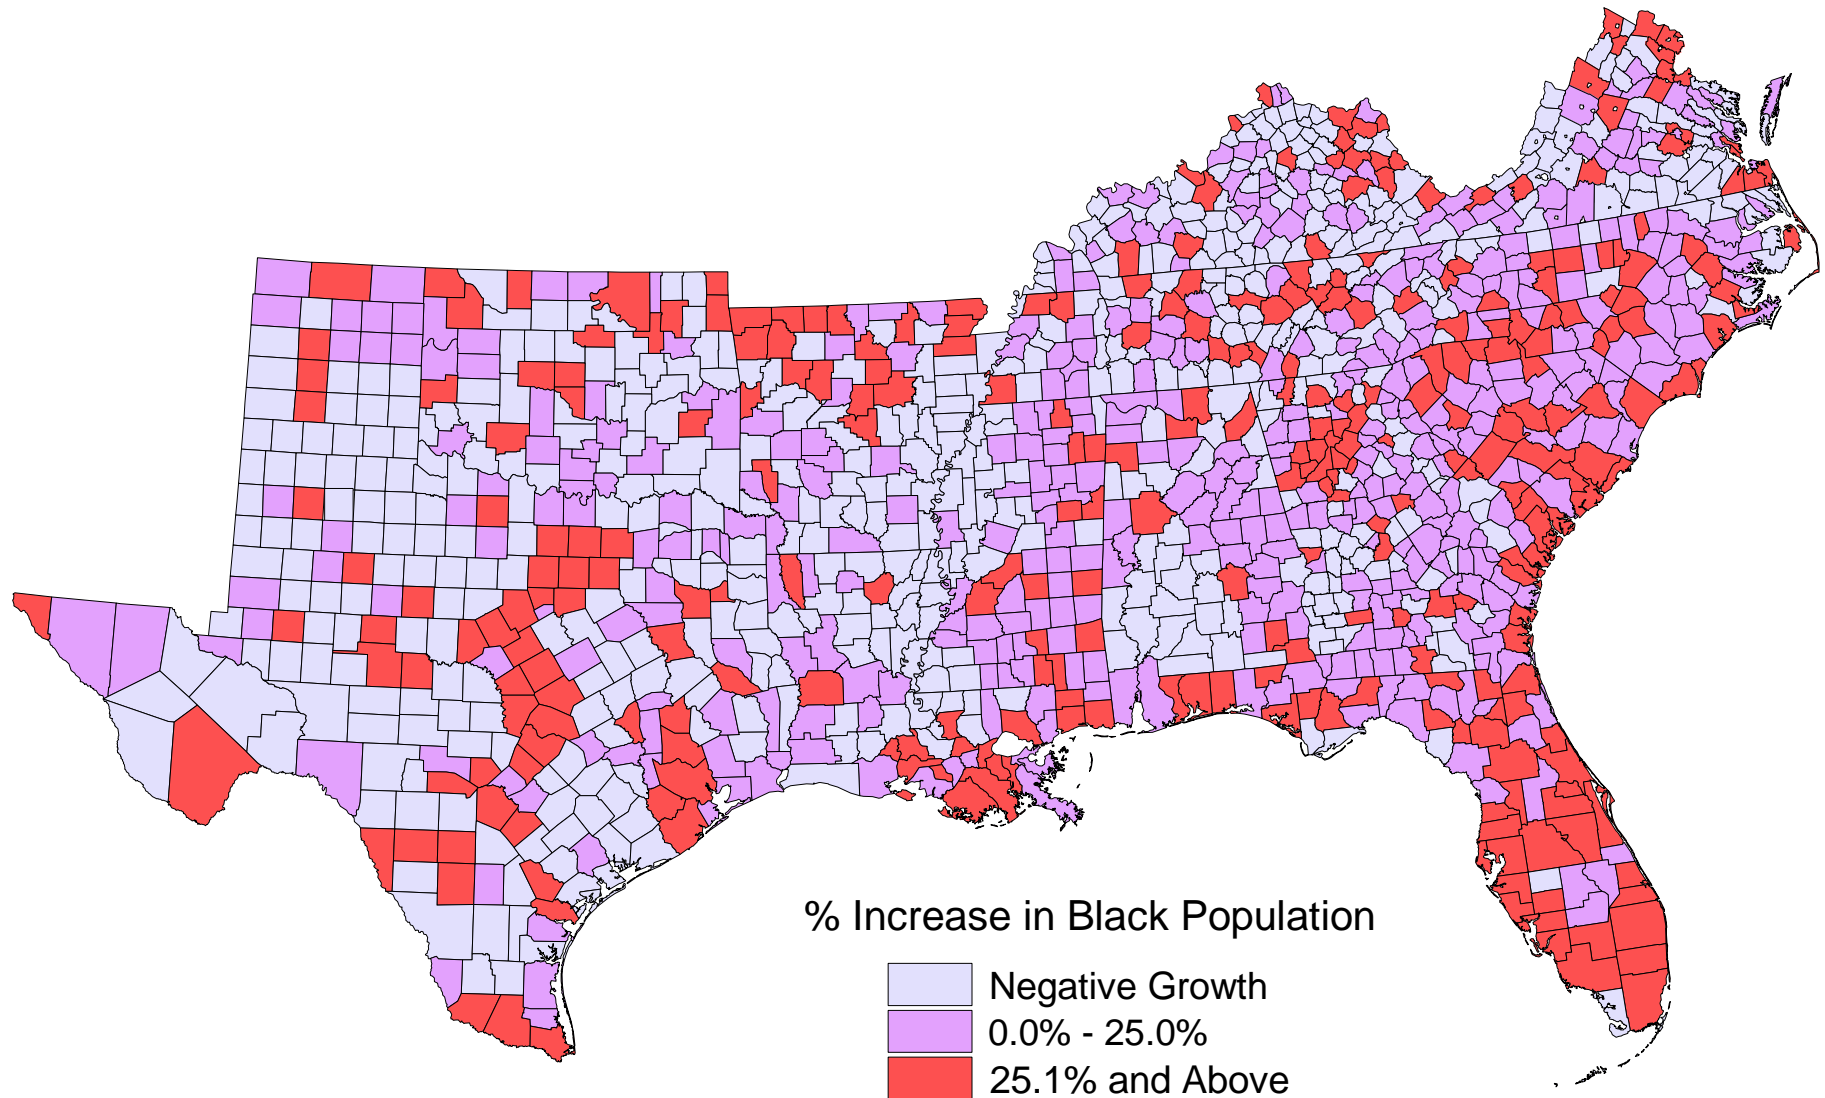 % Increase in Black Population
Negative Growth
0.0% - 25.0%
25.1% and Above